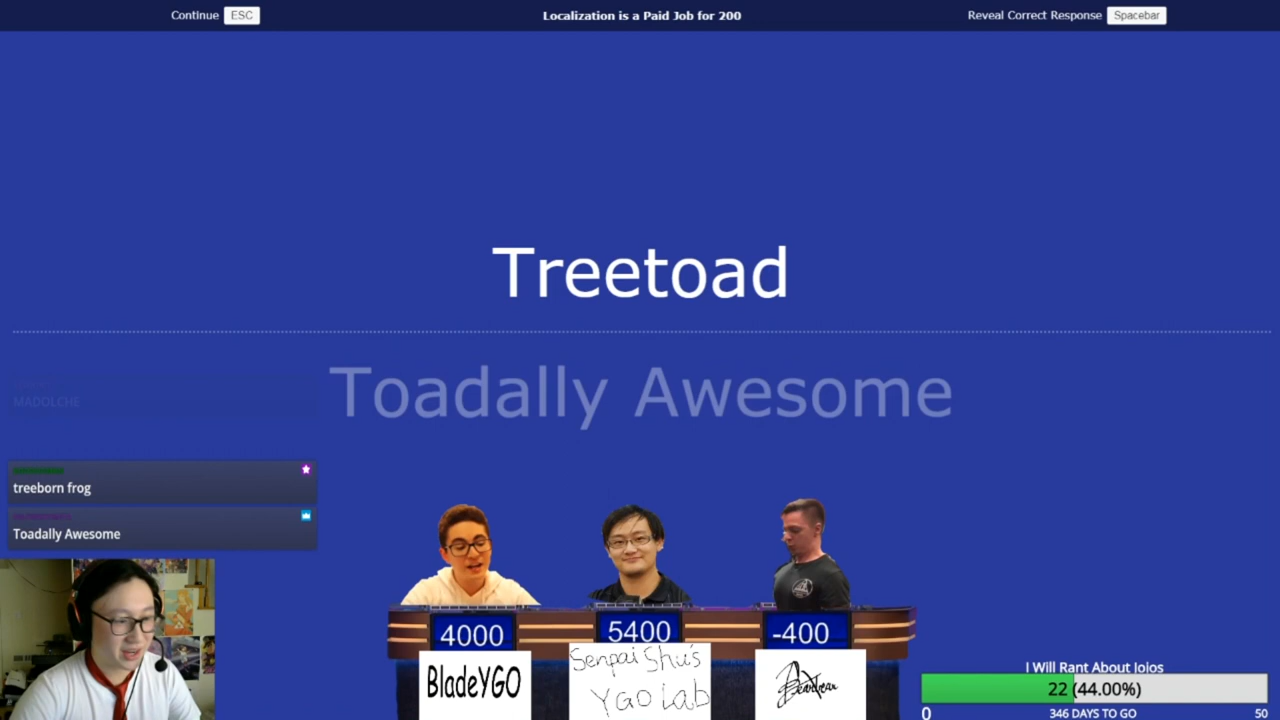 Continue ESC
Localization is a Paid Job for 200
Reveal Correct Response Spacebar
Treetoad
Toadally Awesome
MADOLCHE
treeborn frog
Toadally Awesome
4000
5400
-400
BladeYGO
Senpai Shu's
YGO Lab
I Will Rant About Jojos
22 (44.00%)
0
346 DAYS TO GO
50